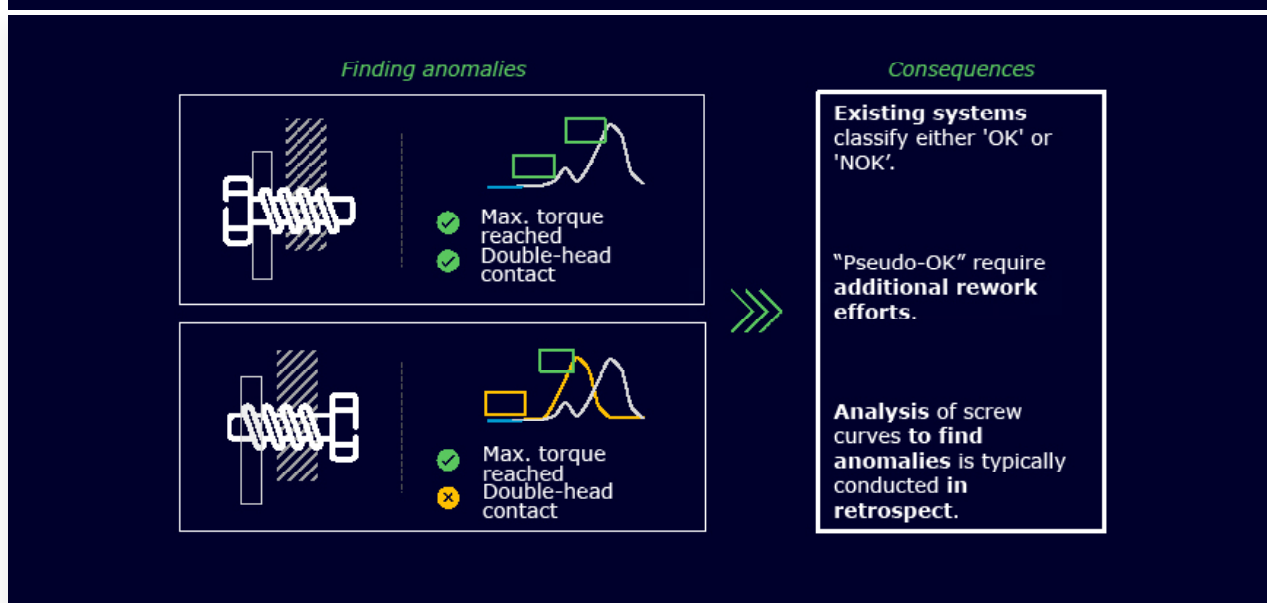 Finding anomalies
Max. torque
reached
Double-head
contact
Max. torque
reached
Double-head
contact
Consequences
Existing systems
classify either 'OK' or
'NOK’.
“Pseudo-OK” require
additional rework
efforts.
Analysis of screw
curves to find
anomalies is typically
conducted in
retrospect.